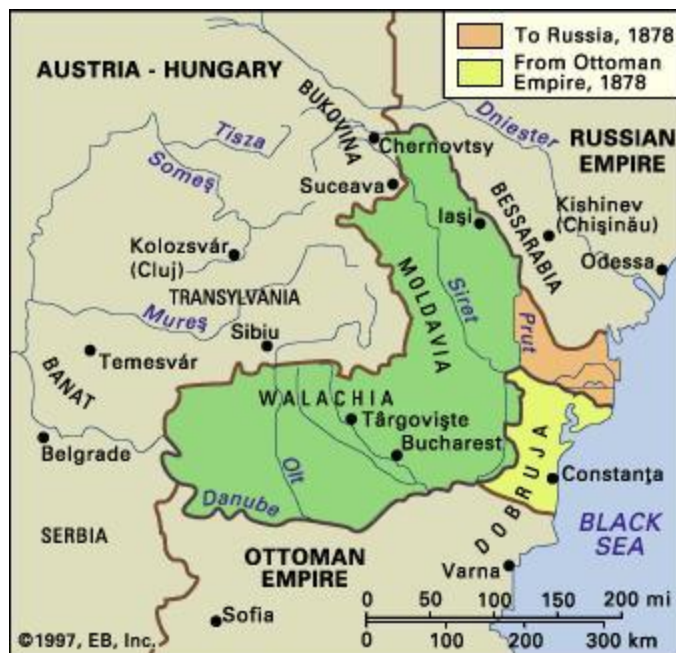 To Russia, 1878
From Ottoman
Empire, 1878
AUSTRIA - HUNGARY
BUKOVINA
Dniester
Tisza
Chernovtsy
RUSSIAN
EMPIRE
Someş
Suceava
BESSARABIA
Kishinev
(Chişinău)
Iaşi
Kolozsvár
(Cluj)
Odessa
MOLDAVIA
Siret
TRANSYLVANIA
Mureş
Prut
Sibiu
Temesvár
BANAT
WALACHIA
Târgovişte
Bucharest
Belgrade
Olt
DOBRUJA
Constanţa
Danube
BLACK
SEA
SERBIA
OTTOMAN
EMPIRE
Varna
Sofia
0 50 100 150 200 mi
0 100 200 300 km
©1997, EB, Inc.